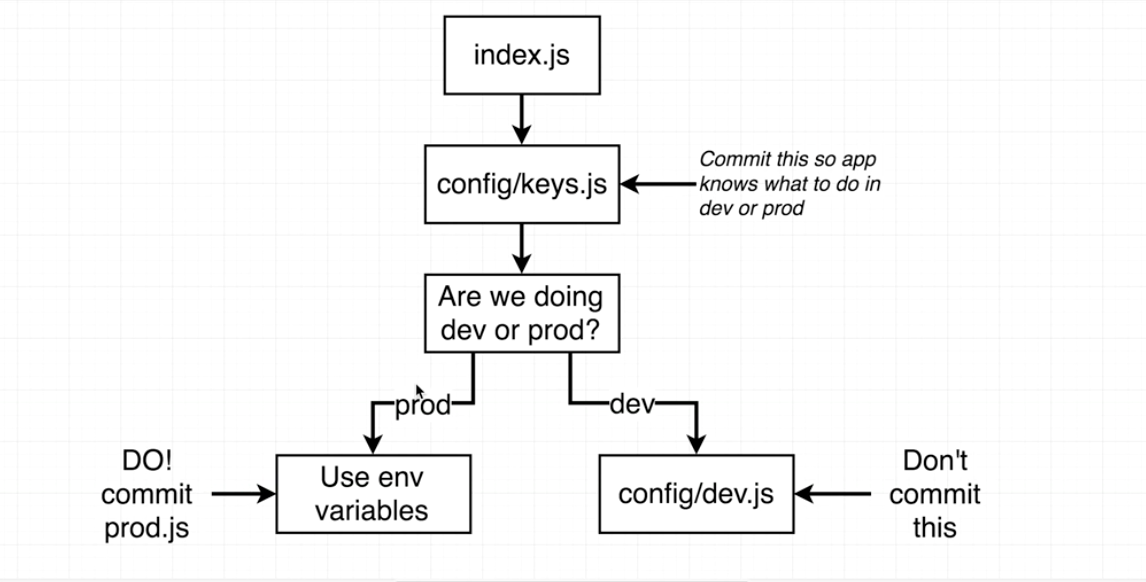 index.js
config/keys.js
Commit this so app
knows what to do in
dev or prod
Are we doing
dev or prod?
prod
dev
DO!
commit
prod.js
Use env
variables
config/dev.js
Don't
commit
this